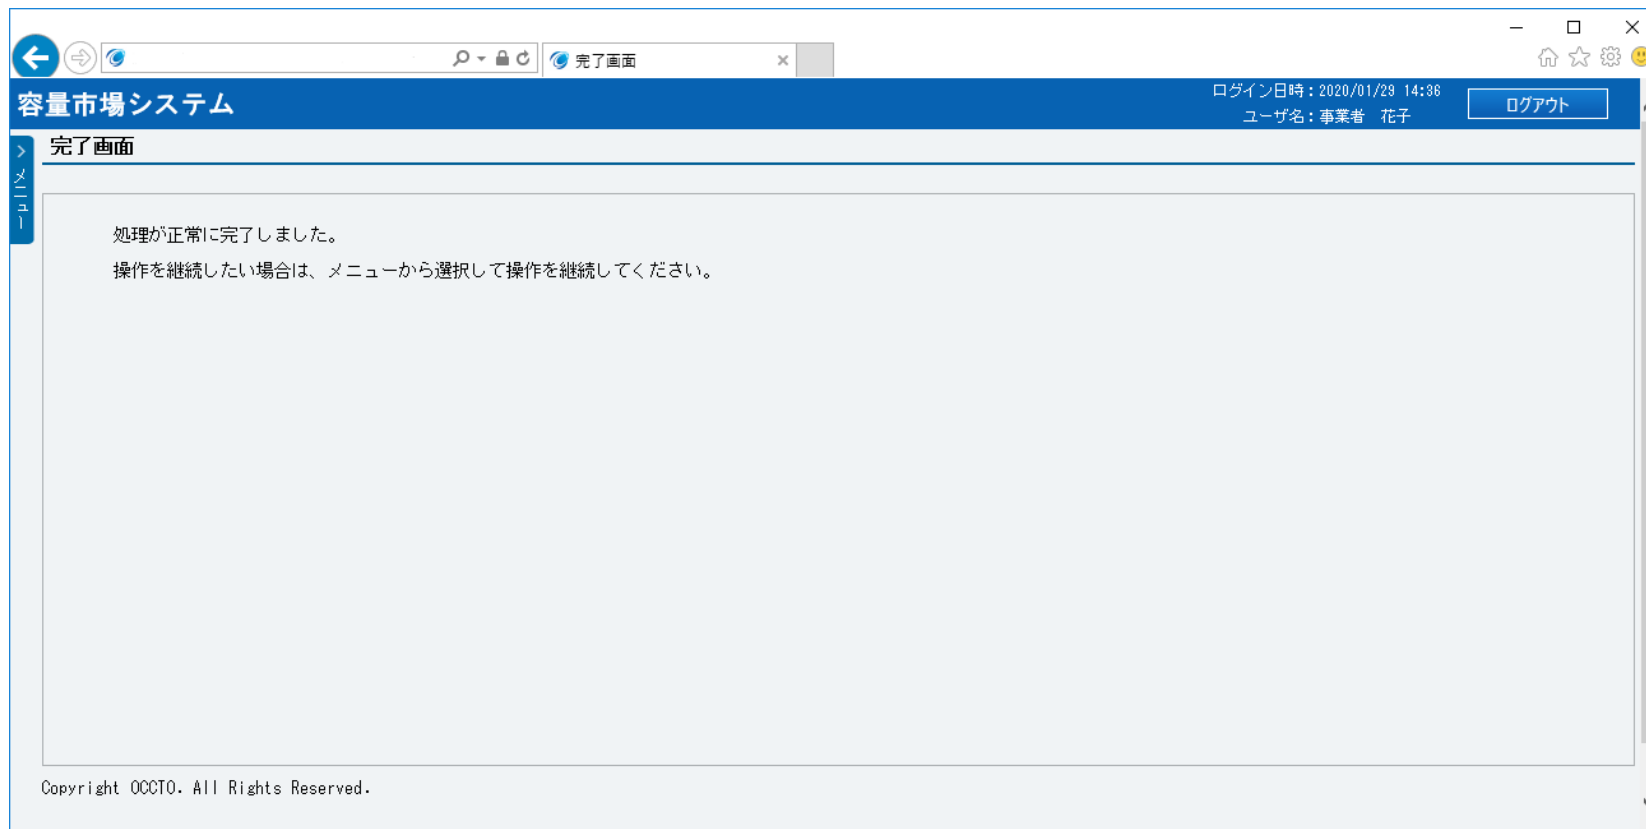 完了画面
容量市場システム
ログイン日時：2020/01/29 14:36
ユーザ名：事業者　花子
ログアウト
＞メニュー
完了画面
処理が正常に完了しました。
操作を継続したい場合は、メニューから選択して操作を継続してください。
Copyright OCCTO. All Rights Reserved.